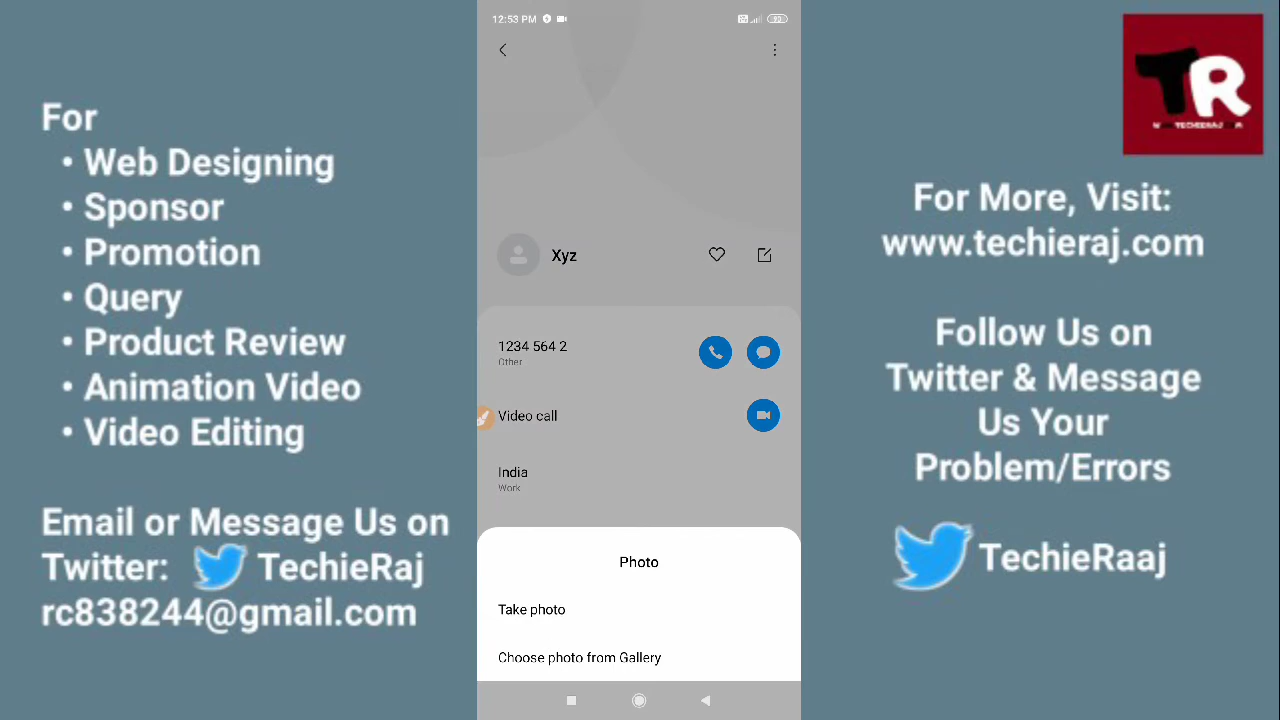 For
• Web Designing
• Sponsor
• Promotion
• Query
• Product Review
• Animation Video
• Video Editing
Email or Message Us on
Twitter: TechieRaj
rc838244@gmail.com
12:53 PM
90
Xyz
1234 564 2
Other
Video call
India
Work
Photo
Take photo
Choose photo from Gallery
TR
For More, Visit:
www.techieraj.com
Follow Us on
Twitter & Message
Us Your
Problem/Errors
TechieRaaj